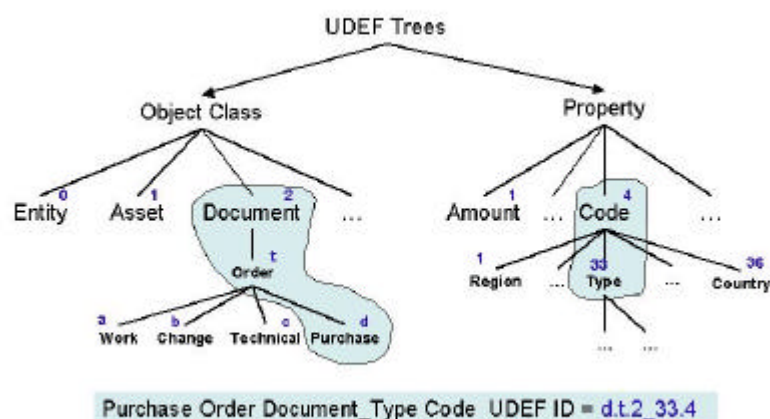 UDEF Trees
Object Class
Property
0 1 2
Entity Asset Document ...
1 4
Amount ... Code ...
t
Order
1 33 36
Region ... Type ... Country
a b c d
Work Change Technical Purchase
... ...
Purchase Order Document_Type Code UDEF ID = d.t.2_33.4